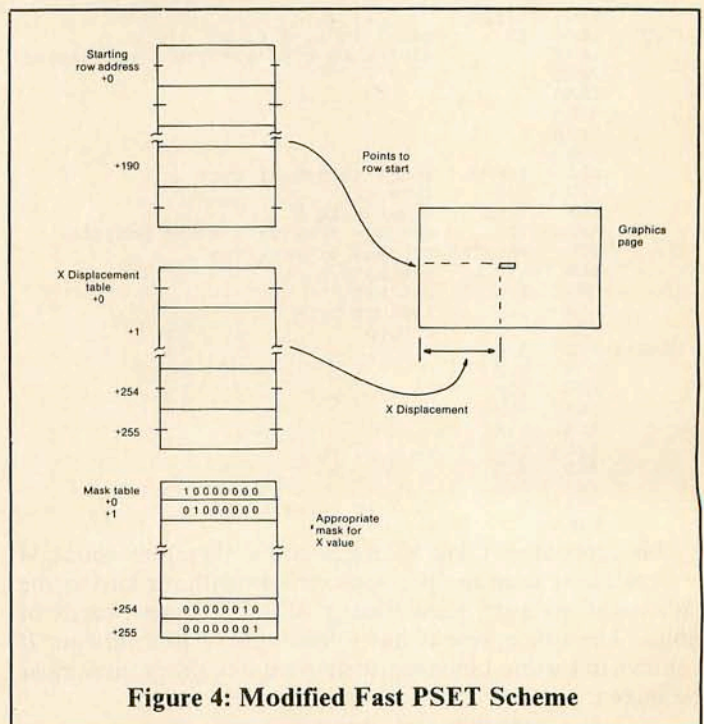 Starting
row address
+0
+190
Points to
row start
Graphics
page
X Displacement
table
+0
+1
+254
+255
X Displacement
Mask table
+0
+1
10000000
01000000
Appropriate
mask for
X value
+254
+255
00000010
00000001
Figure 4: Modified Fast PSET Scheme